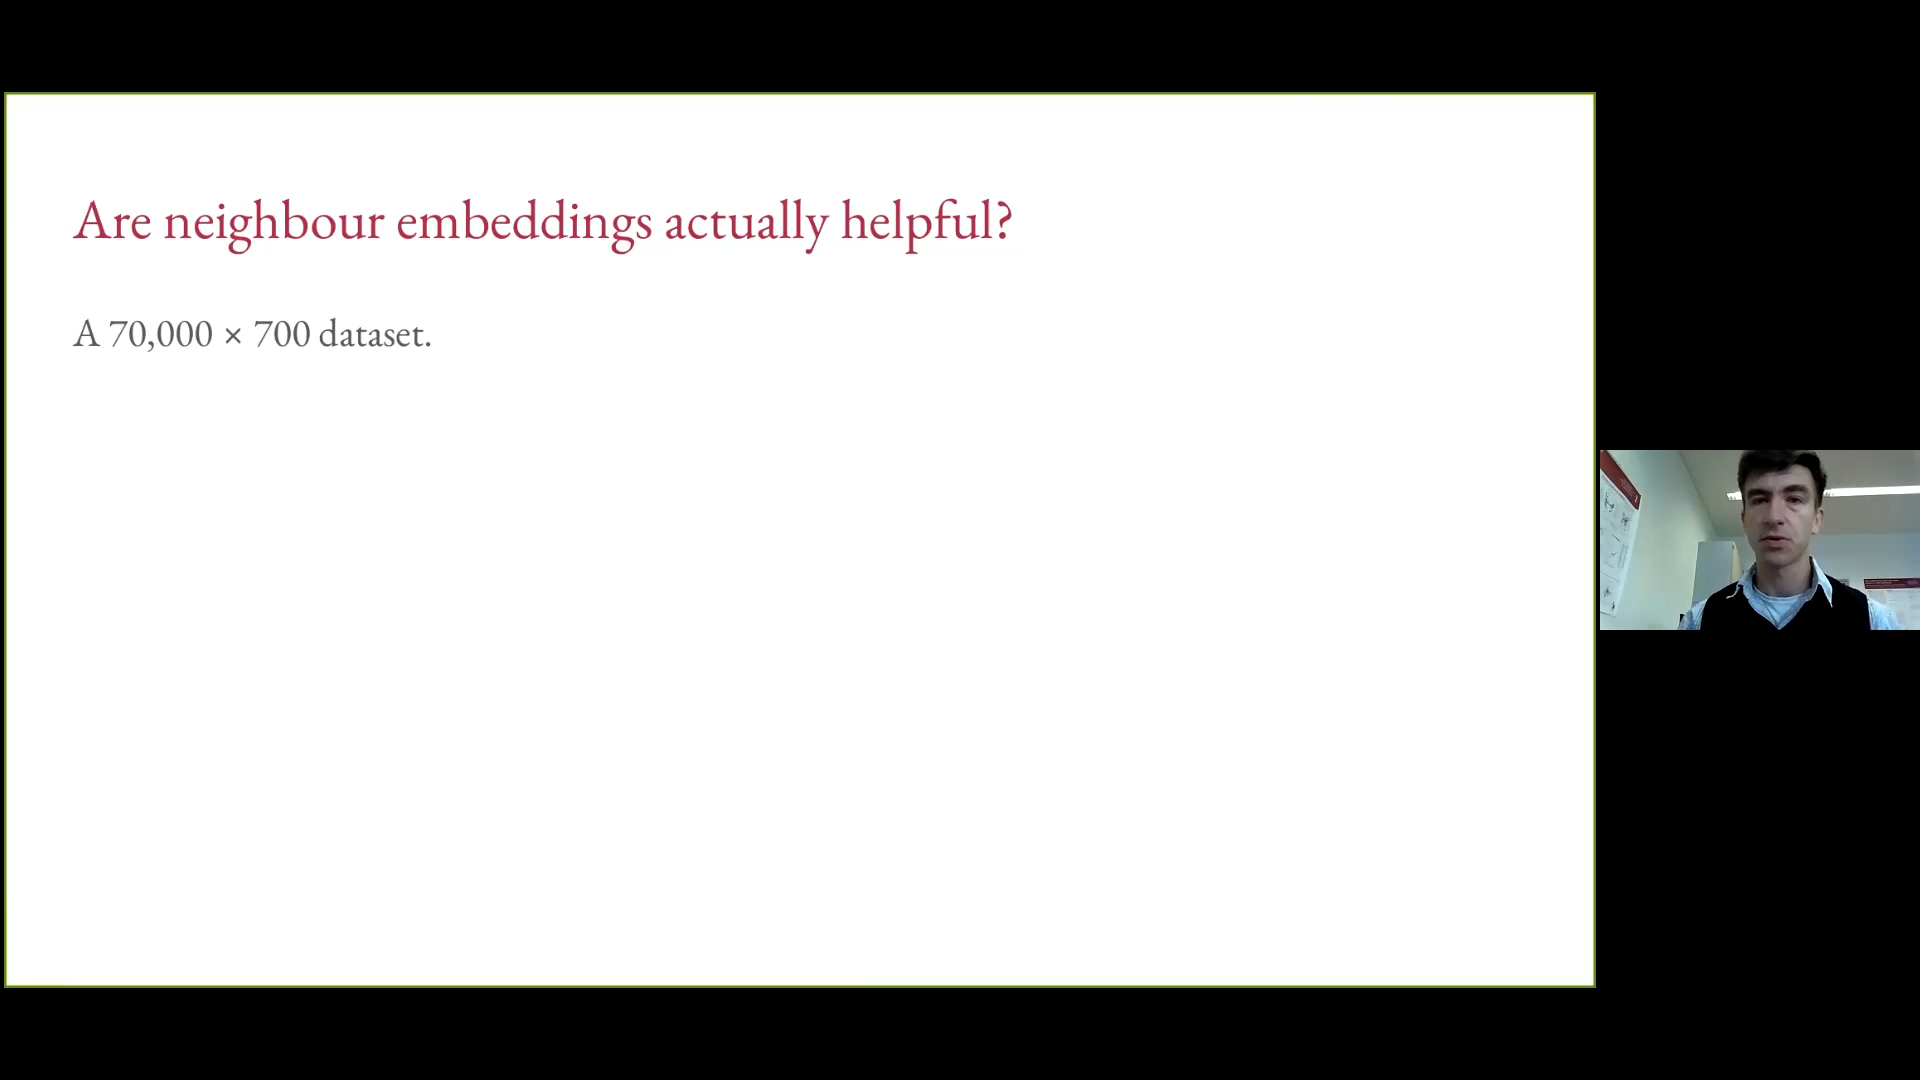 Are neighbour embeddings actually helpful?
A 70,000 × 700 dataset.